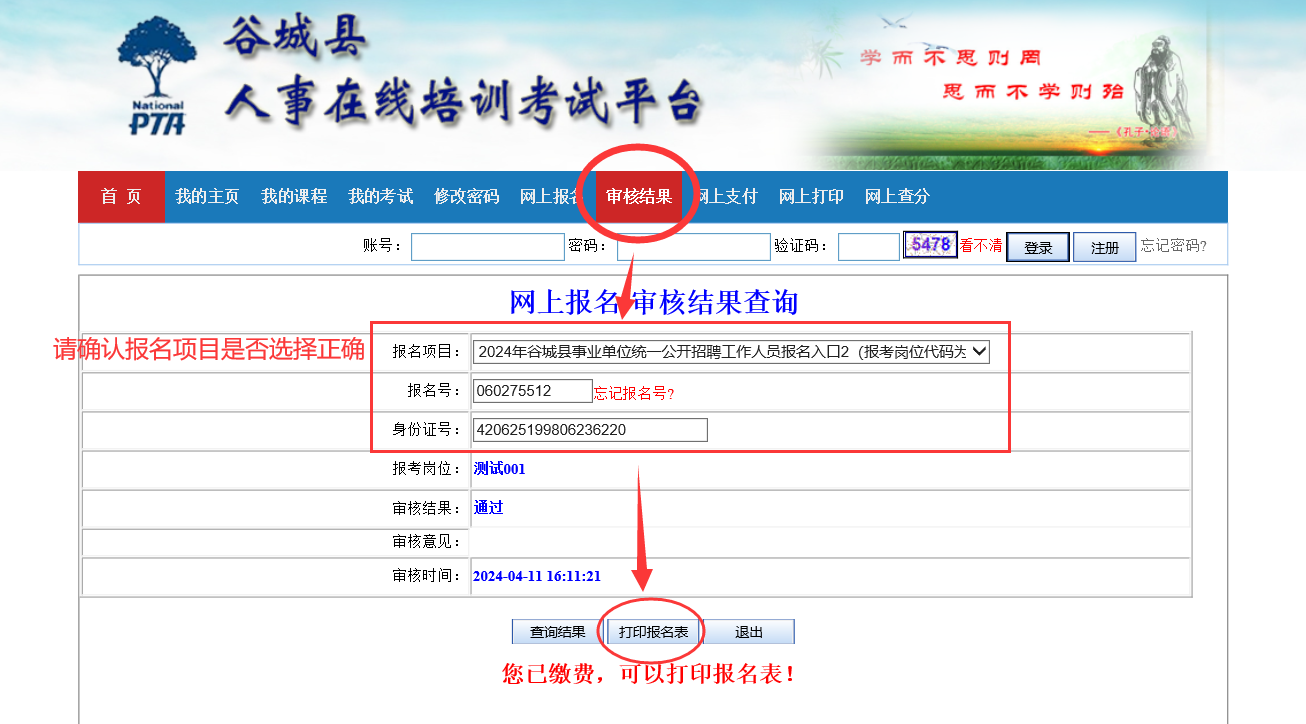 谷城县
人事在线培训考试平台
National
PTA
学而不思则罔
思而不学则殆
首 页 我的主页 我的课程 我的考试 修改密码 网上报名 审核结果 网上支付 网上打印 网上查分
账号： 密码： 验证码： 5478 看不清 登录 注册 忘记密码?
网上报名 审核结果查询
请确认报名项目是否选择正确
报名项目： 2024年谷城县事业单位统一公开招聘工作人员报名入口2（报考岗位代码为
报名号： 060275512 忘记报名号?
身份证号： 420625199806236220
报考岗位： 测试001
审核结果： 通过
审核意见：
审核时间： 2024-04-11 16:11:21
查询结果 打印报名表 退出
您已缴费，可以打印报名表！